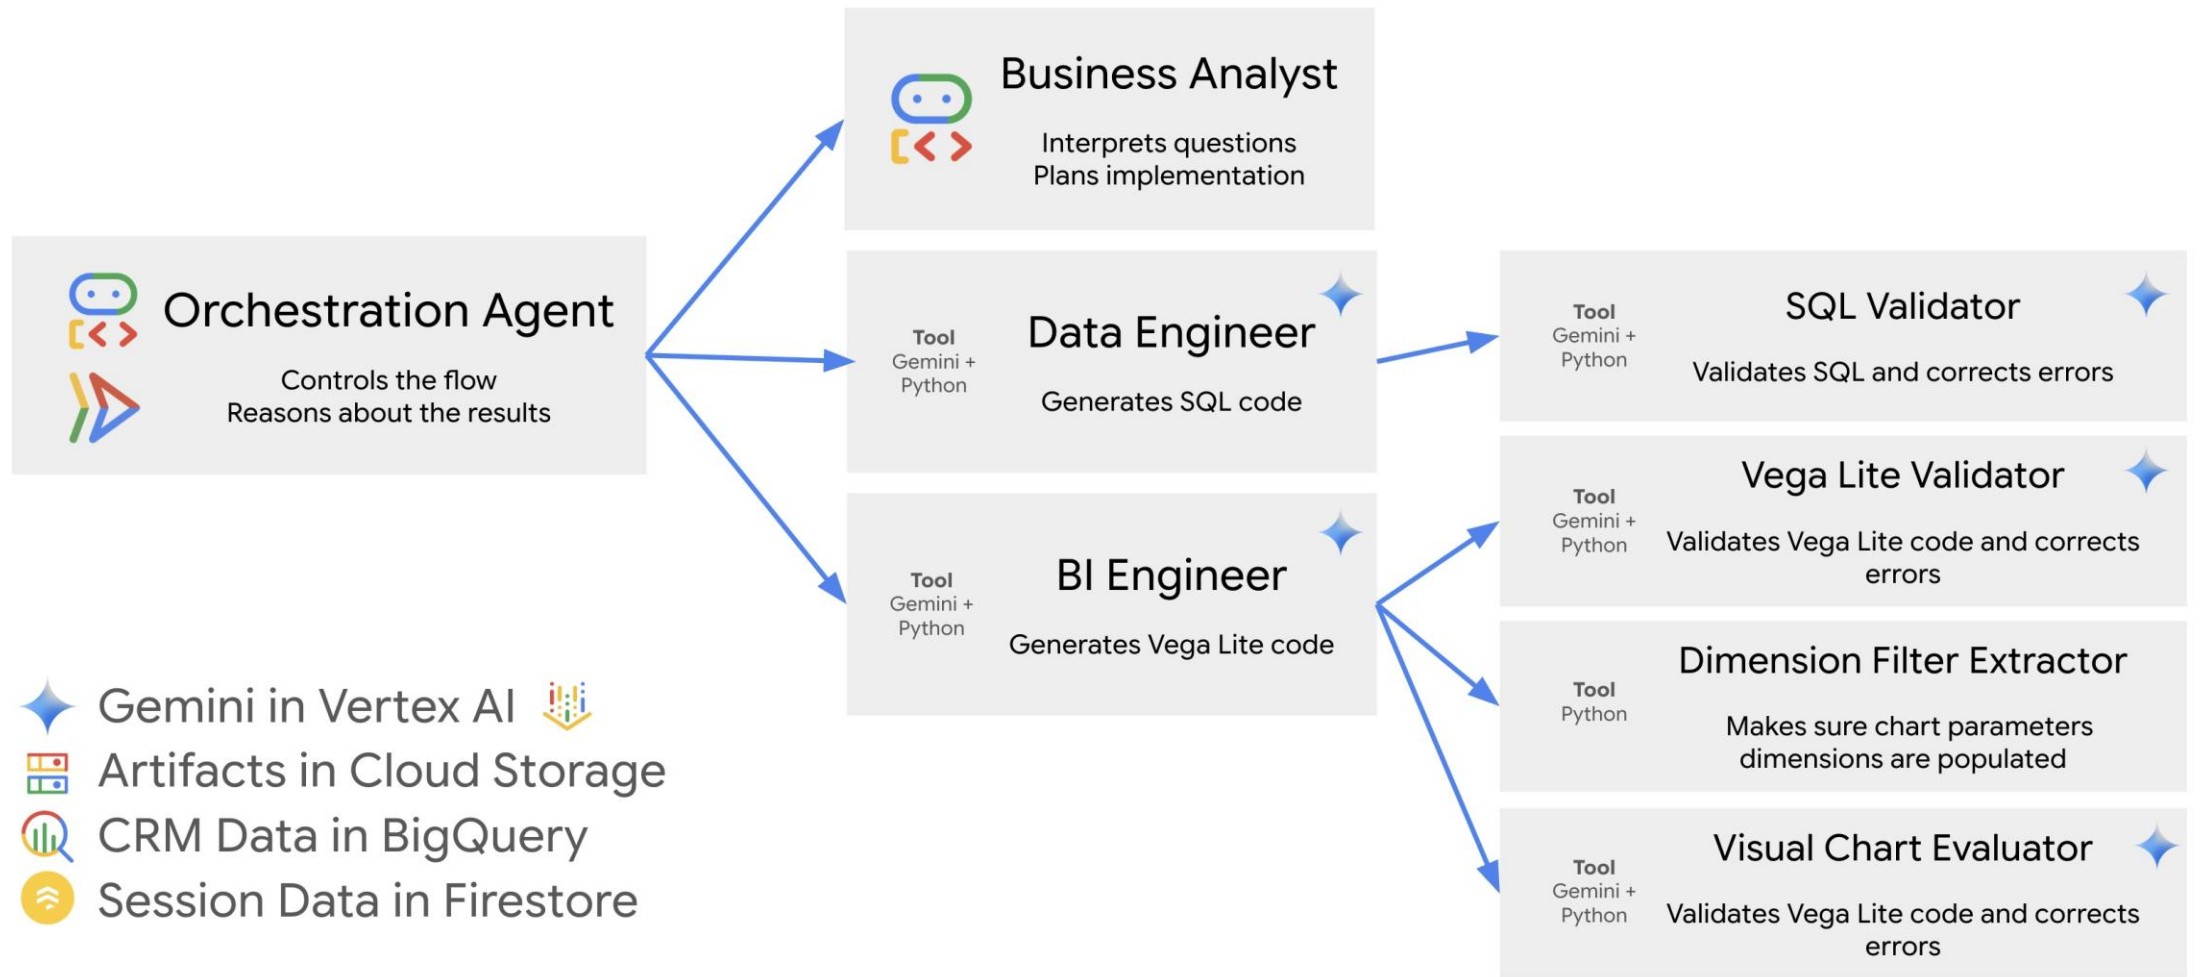 Business Analyst
Interprets questions
Plans implementation
Orchestration Agent
Controls the flow
Reasons about the results
Tool
Gemini +
Python
Data Engineer
Generates SQL code
Tool
Gemini +
Python
BI Engineer
Generates Vega Lite code
Tool
Gemini +
Python
SQL Validator
Validates SQL and corrects errors
Tool
Gemini +
Python
Vega Lite Validator
Validates Vega Lite code and corrects
errors
Tool
Python
Dimension Filter Extractor
Makes sure chart parameters
dimensions are populated
Tool
Gemini +
Python
Visual Chart Evaluator
Validates Vega Lite code and corrects
errors
Gemini in Vertex AI
Artifacts in Cloud Storage
CRM Data in BigQuery
Session Data in Firestore